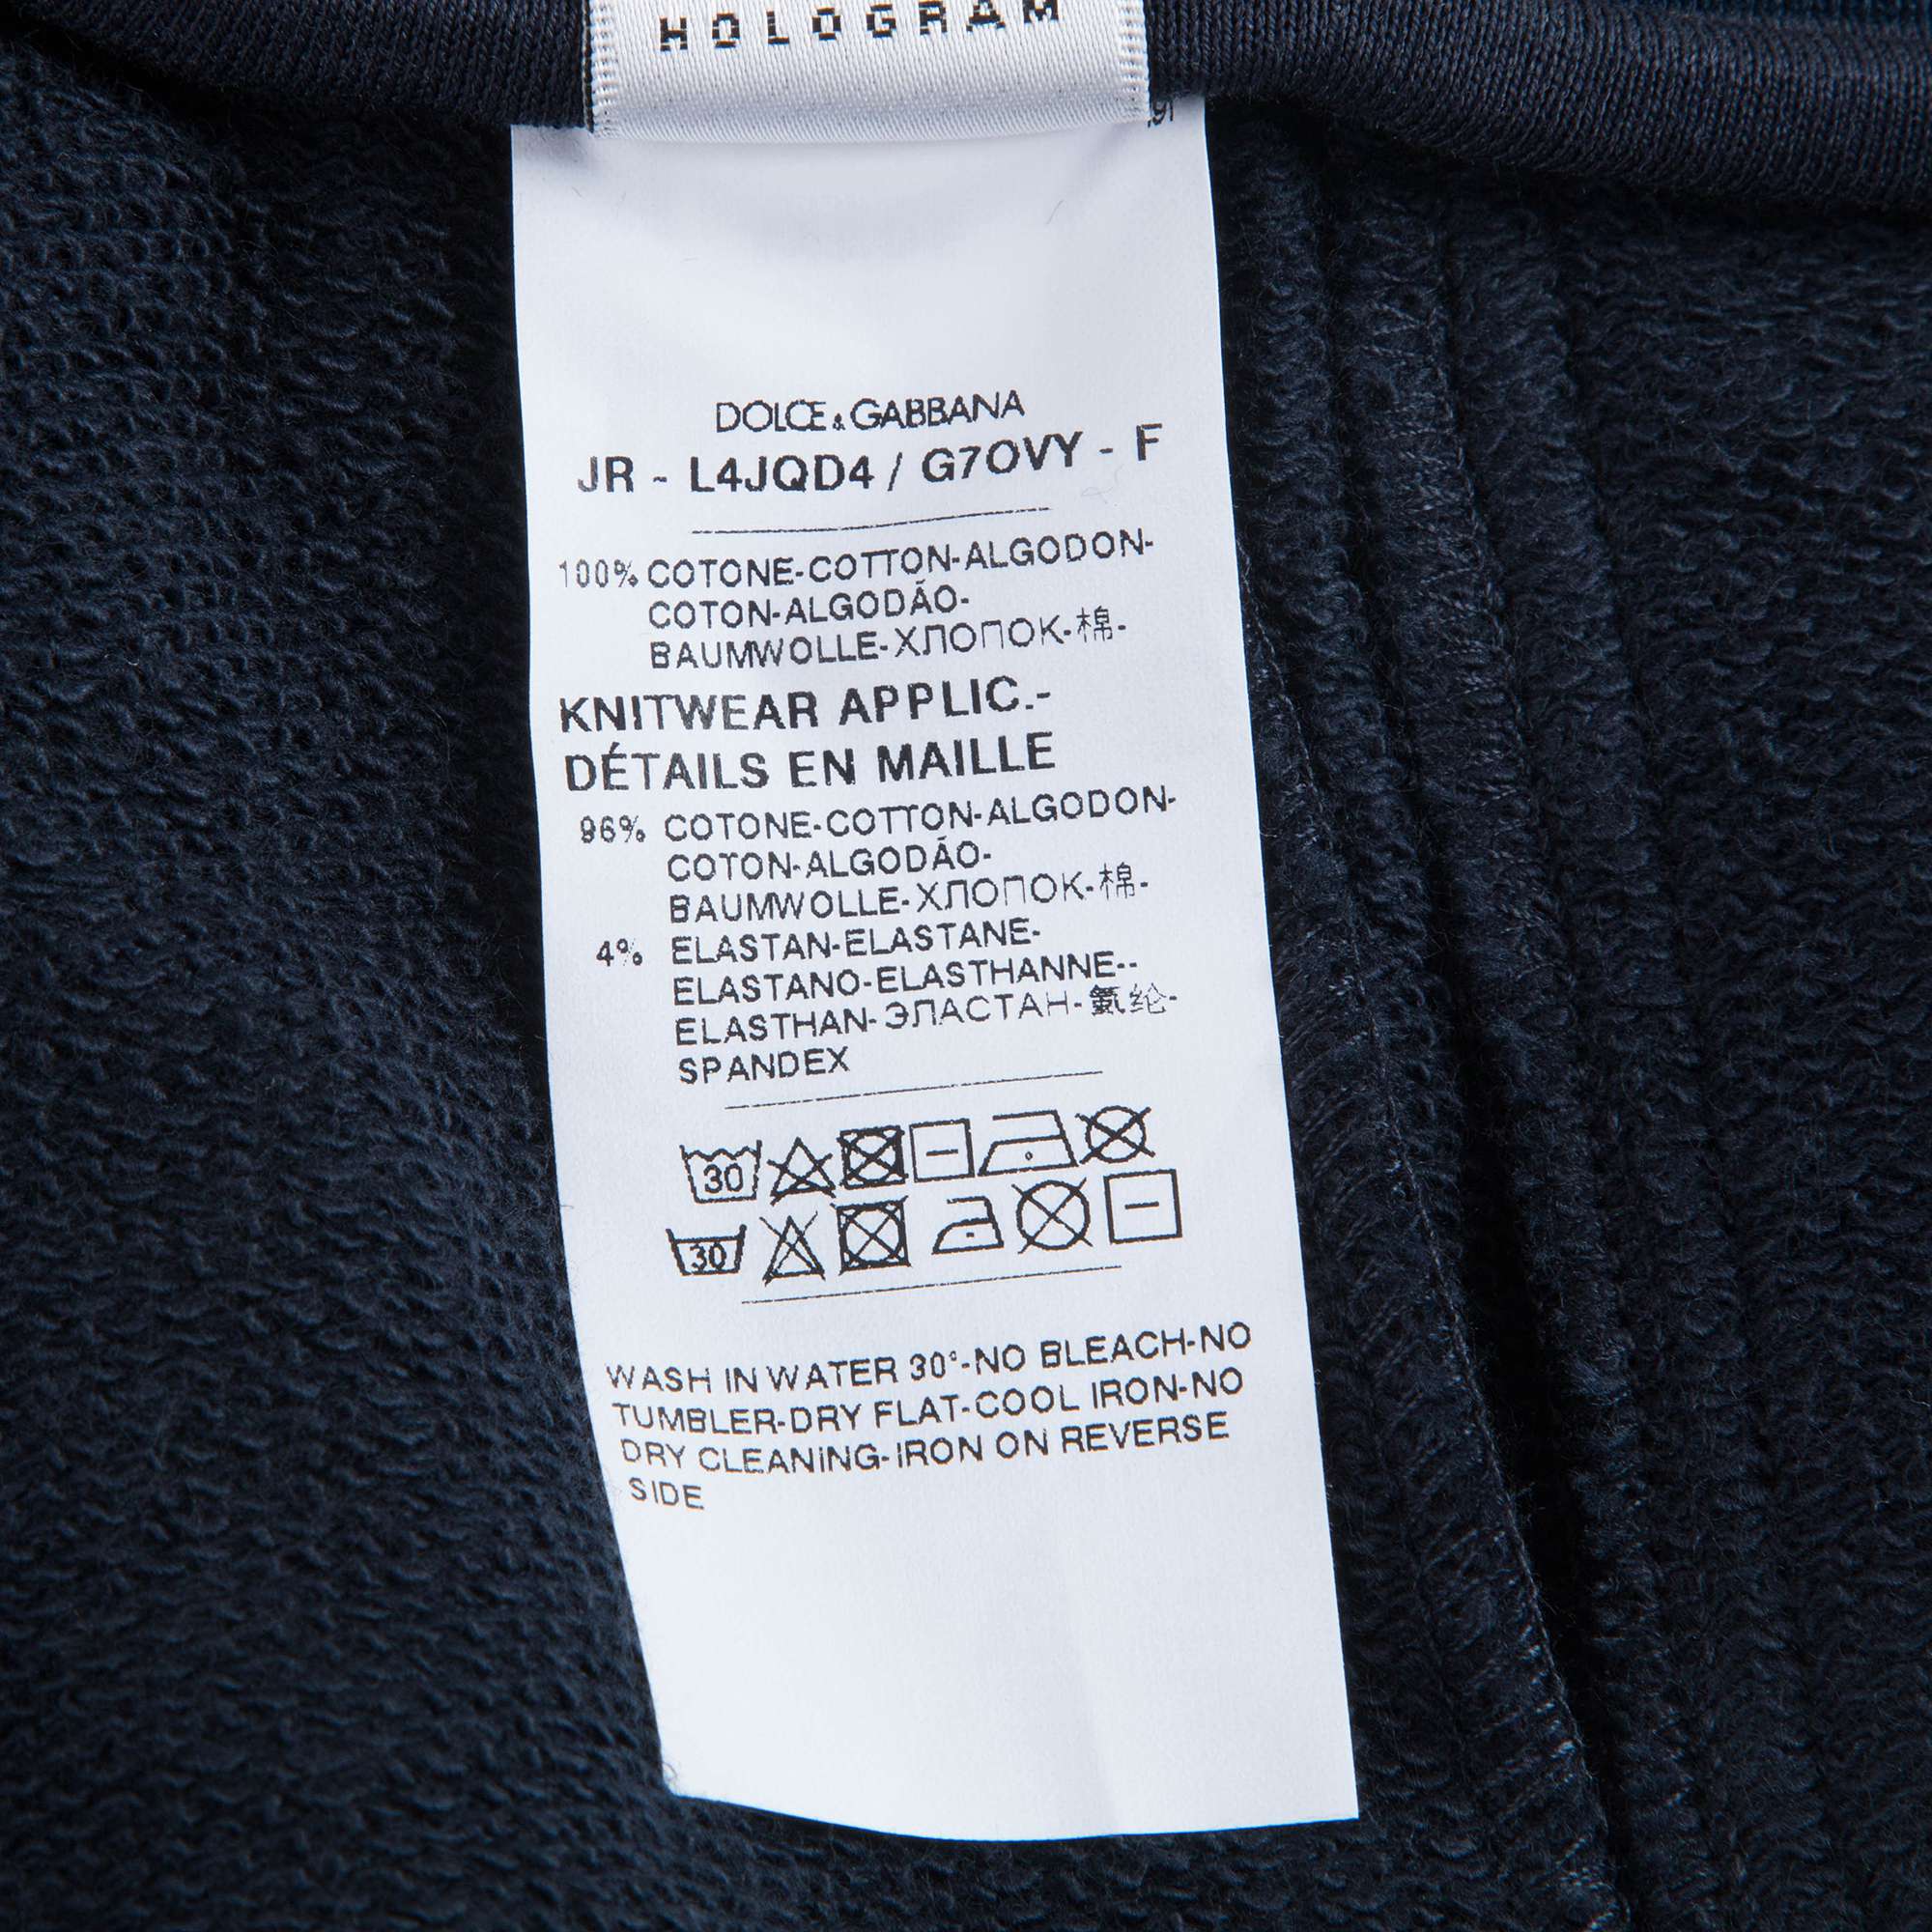 HOLOGRAM
DOLCE & GABBANA
JR - L4JQD4 / G7OVY - F
100% COTONE-COTTON-ALGODON-
COTON-ALGODÃO-
BAUMWOLLE-ХЛОПОК-棉-
KNITWEAR APPLIC.-
DÉTAILS EN MAILLE
96% COTONE-COTTON-ALGODON-
COTON-ALGODÃO-
BAUMWOLLE-ХЛОПОК-棉-
4% ELASTAN-ELASTANE-
ELASTANO-ELASTHANNE--
ELASTHAN-ЭЛАСТАН-氨纶-
SPANDEX
30
30
WASH IN WATER 30°-NO BLEACH-NO
TUMBLER-DRY FLAT-COOL IRON-NO
DRY CLEANING-IRON ON REVERSE
SIDE